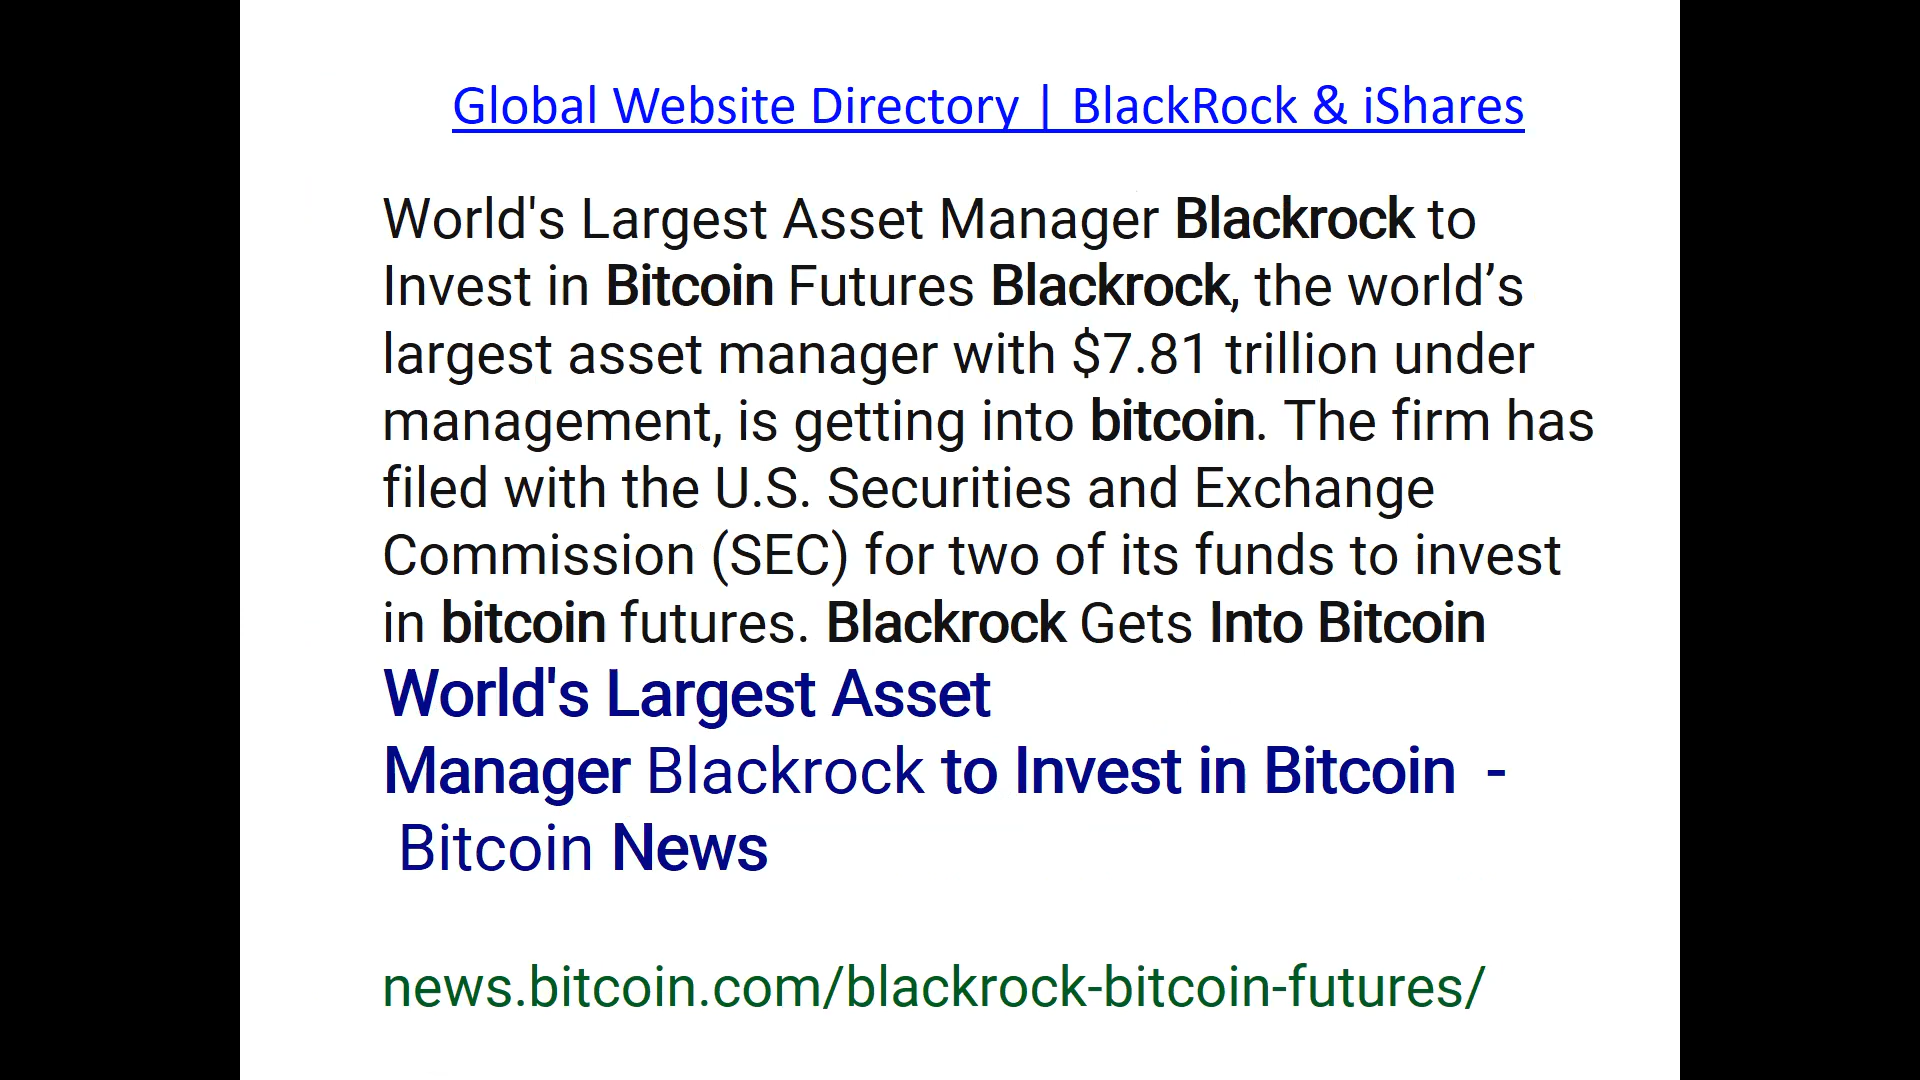 Global Website Directory | BlackRock & iShares
World's Largest Asset Manager Blackrock to
Invest in Bitcoin Futures Blackrock, the world’s
largest asset manager with $7.81 trillion under
management, is getting into bitcoin. The firm has
filed with the U.S. Securities and Exchange
Commission (SEC) for two of its funds to invest
in bitcoin futures. Blackrock Gets Into Bitcoin
World's Largest Asset
Manager Blackrock to Invest in Bitcoin -
Bitcoin News
news.bitcoin.com/blackrock-bitcoin-futures/